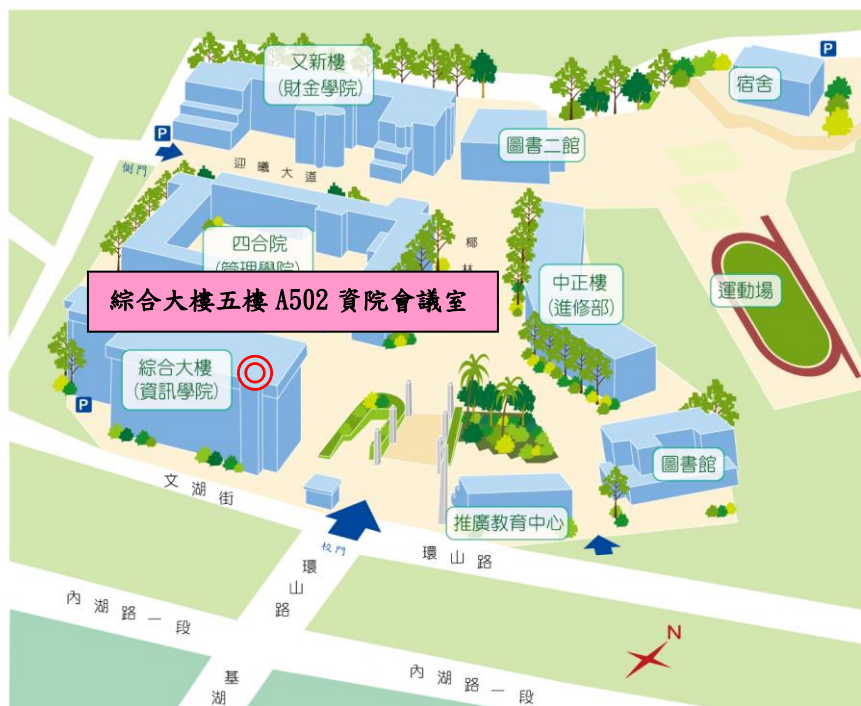 又新樓
(財金學院)
P
宿舍
P
圖書二館
側門
迎曦大道
四合院
(管理學院)
椰林
中正樓
(進修部)
運動場
綜合大樓五樓 A502 資院會議室
綜合大樓
(資訊學院)
P
圖書館
文湖街
推廣教育中心
校門
環山路
環山路
內湖路一段
N
基湖
內湖路一段